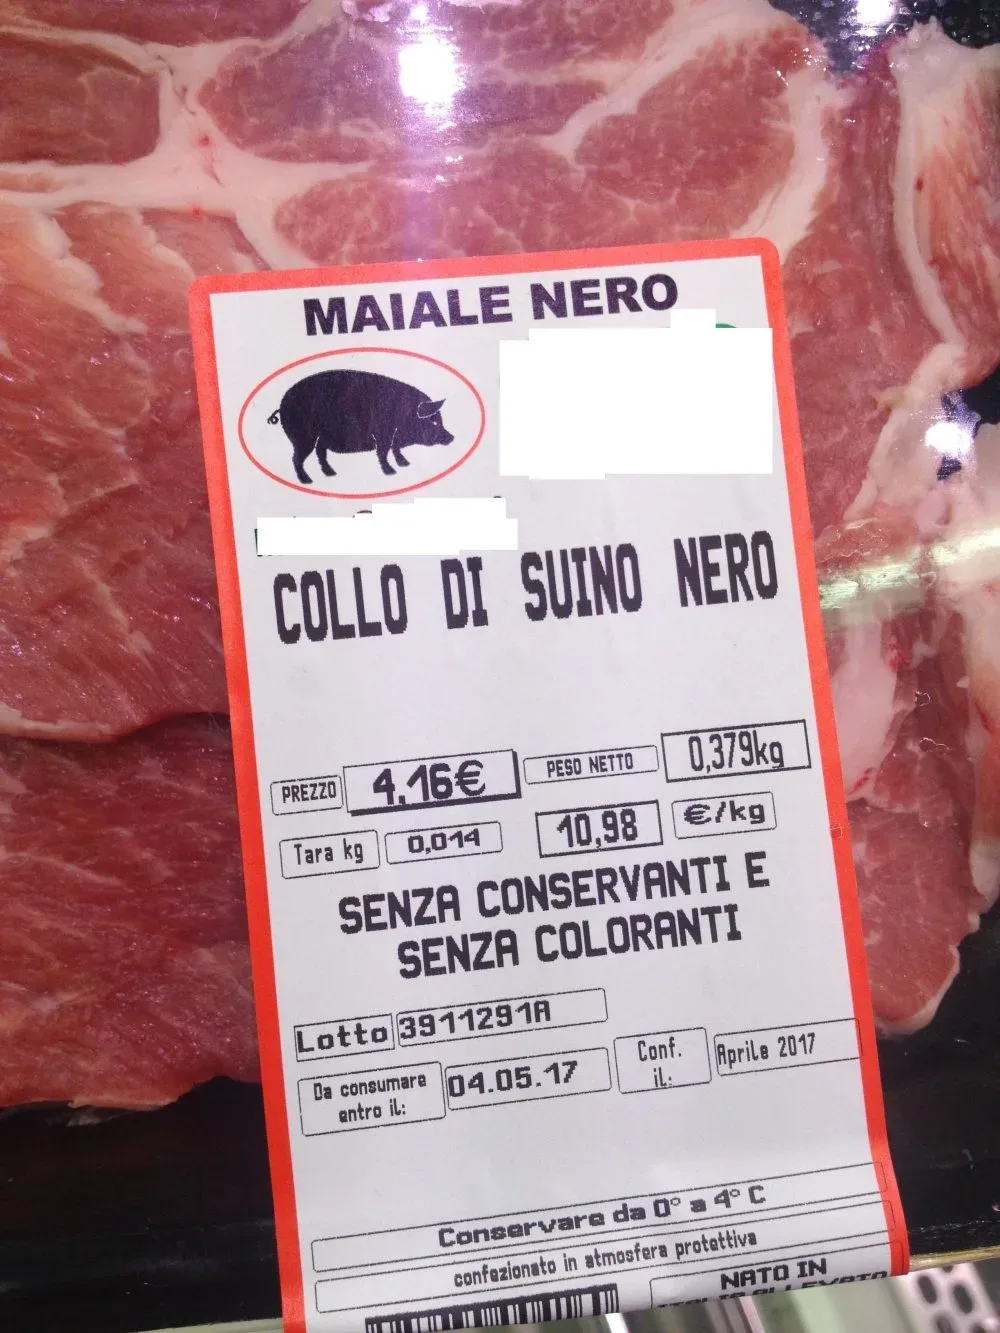 MAIALE NERO
COLLO DI SUINO NERO
PREZZO 4,16€ PESO NETTO 0,379kg
Tara kg 0,014 10,98 €/kg
SENZA CONSERVANTI E
SENZA COLORANTI
Lotto 3911291A
Da consumare entro il: 04.05.17 Conf. il: Aprile 2017
Conservare da 0° a 4° C
confezionato in atmosfera protettiva
NATO IN